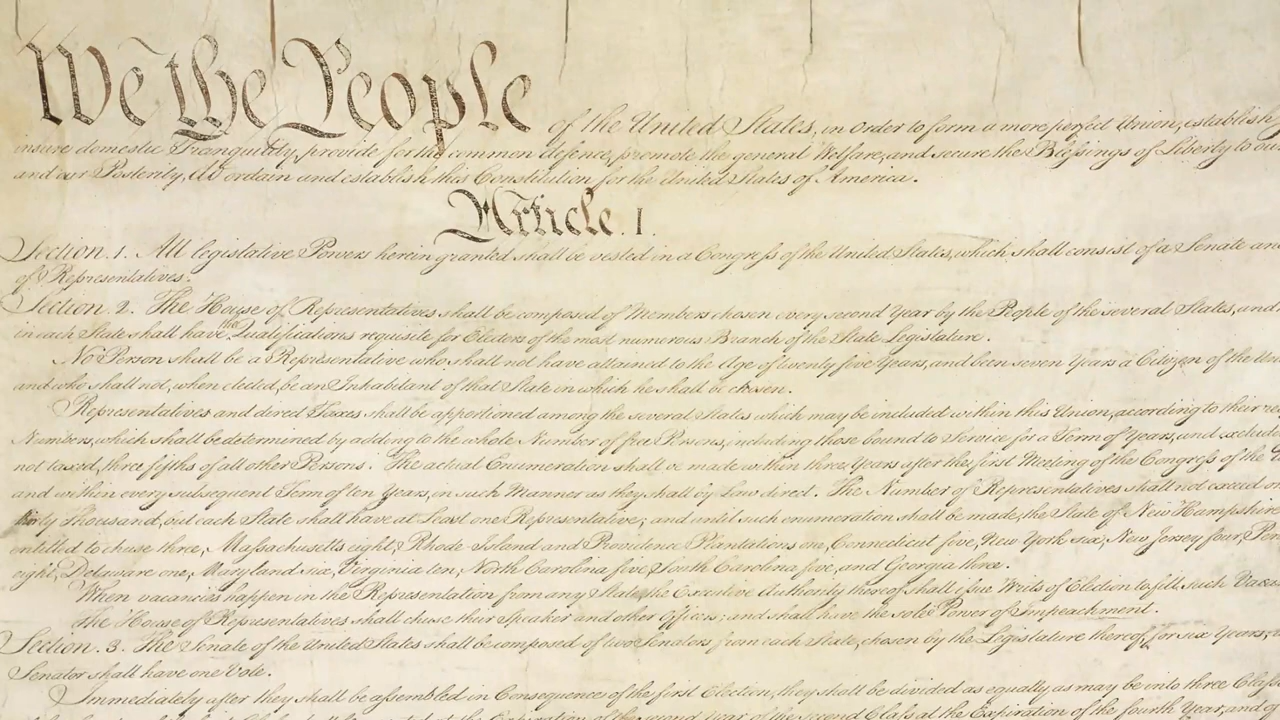 We the People of the United States, in Order to form a more perfect Union, establish
insure domestic Tranquility, provide for the common defence, promote the general Welfare, and secure the Blessings of Liberty to our
and our Posterity, do ordain and establish this Constitution for the United States of America.
Article. I.
Section. 1. All legislative Powers herein granted shall be vested in a Congress of the United States, which shall consist of a Senate and
of Representatives.
Section. 2. The House of Representatives shall be composed of Members chosen every second Year by the People of the several States, and
in each State shall have the Qualifications requisite for Electors of the most numerous Branch of the State Legislature.
No Person shall be a Representative who shall not have attained to the Age of twenty five Years, and been seven Years a Citizen of the
and who shall not, when elected, be an Inhabitant of that State in which he shall be chosen.
Representatives and direct Taxes shall be apportioned among the several States which may be included within this Union, according to their
Numbers, which shall be determined by adding to the whole Number of free Persons, including those bound to Service for a Term of Years, and
not taxed, three fifths of all other Persons. The actual Enumeration shall be made within three Years after the first Meeting of the Congress of the
and within every subsequent Term of ten Years, in such Manner as they shall by Law direct. The Number of Representatives shall not exceed
thirty Thousand, but each State shall have at Least one Representative; and until such enumeration shall be made, the State of New Hampshire
entitled to chuse three, Massachusetts eight, Rhode-Island and Providence Plantations one, Connecticut five, New-York six, New Jersey four,
eight, Delaware one, Maryland six, Virginia ten, North Carolina five, South Carolina five, and Georgia three.
When vacancies happen in the Representation from any State, the Executive Authority thereof shall issue Writs of Election to fill such
The House of Representatives shall chuse their Speaker and other Officers; and shall have the sole Power of Impeachment.
Section. 3. The Senate of the United States shall be composed of two Senators from each State, chosen by the Legislature thereof, for six Years;
Senator shall have one Vote.
Immediately after they shall be assembled in Consequence of the first Election, they shall be divided as equally as may be into three
of the second Year, of the second Class at the Expiration of the fourth Year, and of